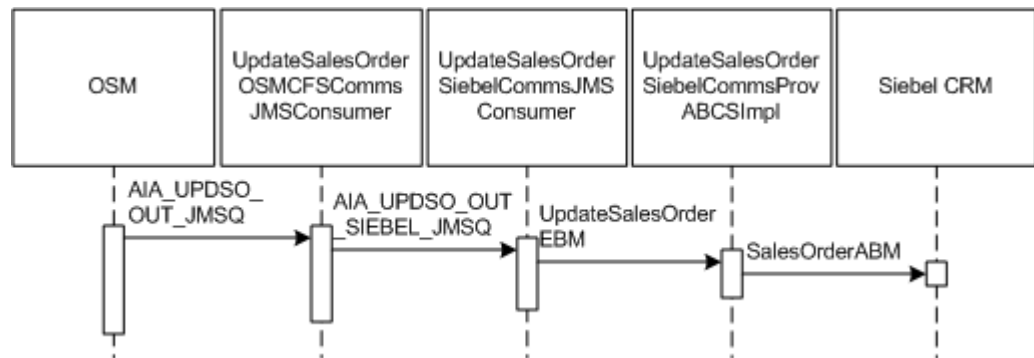 OSM
UpdateSalesOrder
OSMCFSComms
JMSConsumer
UpdateSalesOrder
SiebelCommsJMS
Consumer
UpdateSalesOrder
SiebelCommsProv
ABCSImpl
Siebel CRM
AIA_UPDSO_
OUT_JMSQ
AIA_UPDSO_OUT
_SIEBEL_JMSQ
UpdateSalesOrder
EBM
SalesOrderABM